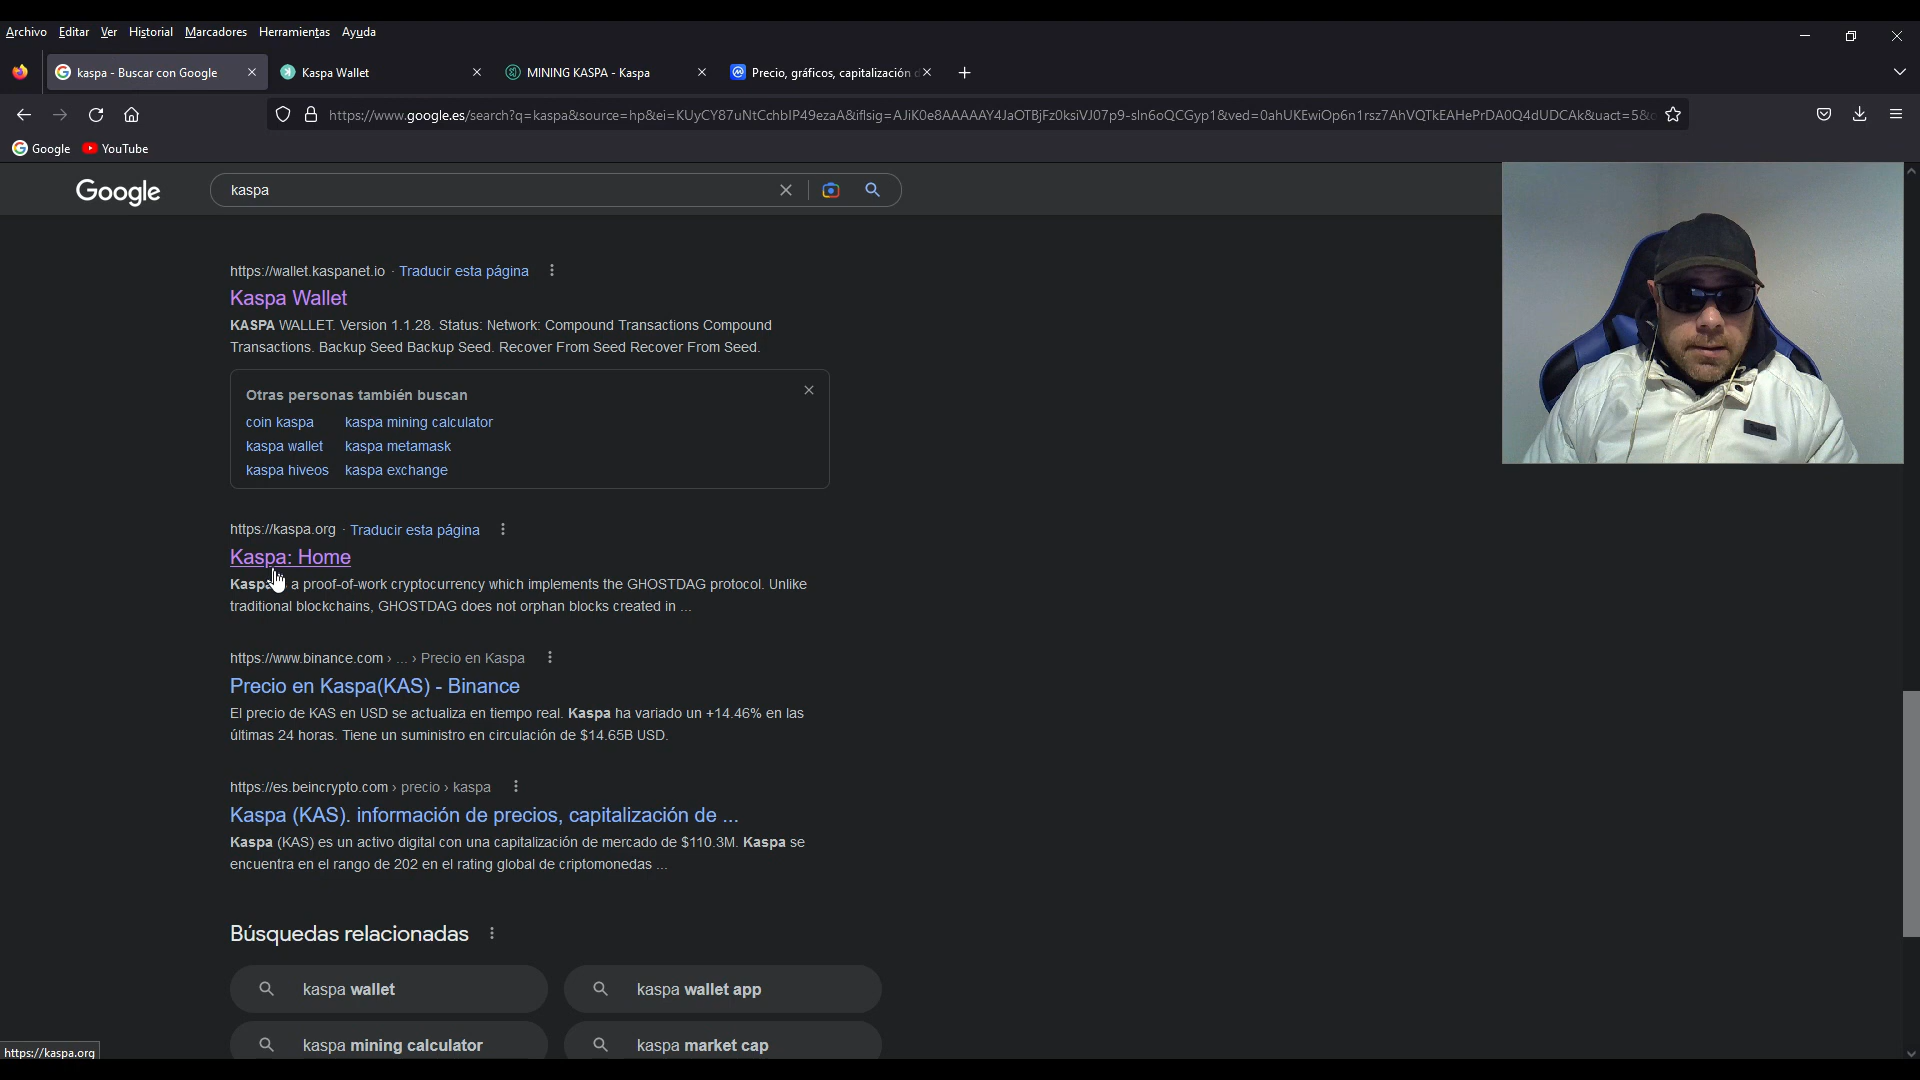 Archivo Editar Ver Historial Marcadores Herramientas Ayuda
kaspa - Buscar con Google
Kaspa Wallet
MINING KASPA - Kaspa
Precio, gráficos, capitalización
https://www.google.es/search?q=kaspa&source=hp&ei=KUyCY87uNtCchbIP49ezaA&iflsig=AJiK0e8AAAAAY4JaOTBjFz0ksiVJ07p9-sln6oQCGyp1&ved=0ahUKEwiOp6n1rsz7AhVQTkEAHePrDA0Q4dUDCAk&uact=5&
Google YouTube
Google
kaspa
https://wallet.kaspanet.io · Traducir esta página
Kaspa Wallet
KASPA WALLET. Version 1.1.28. Status: Network: Compound Transactions Compound
Transactions. Backup Seed Backup Seed. Recover From Seed Recover From Seed.
Otras personas también buscan
coin kaspa kaspa mining calculator
kaspa wallet kaspa metamask
kaspa hiveos kaspa exchange
https://kaspa.org · Traducir esta página
Kaspa: Home
Kaspa a proof-of-work cryptocurrency which implements the GHOSTDAG protocol. Unlike
traditional blockchains, GHOSTDAG does not orphan blocks created in ...
https://www.binance.com › ... › Precio en Kaspa
Precio en Kaspa(KAS) - Binance
El precio de KAS en USD se actualiza en tiempo real. Kaspa ha variado un +14.46% en las
últimas 24 horas. Tiene un suministro en circulación de $14.65B USD.
https://es.beincrypto.com › precio › kaspa
Kaspa (KAS). información de precios, capitalización de ...
Kaspa (KAS) es un activo digital con una capitalización de mercado de $110.3M. Kaspa se
encuentra en el rango de 202 en el rating global de criptomonedas ...
Búsquedas relacionadas
kaspa wallet
kaspa wallet app
kaspa mining calculator
kaspa market cap
https://kaspa.org